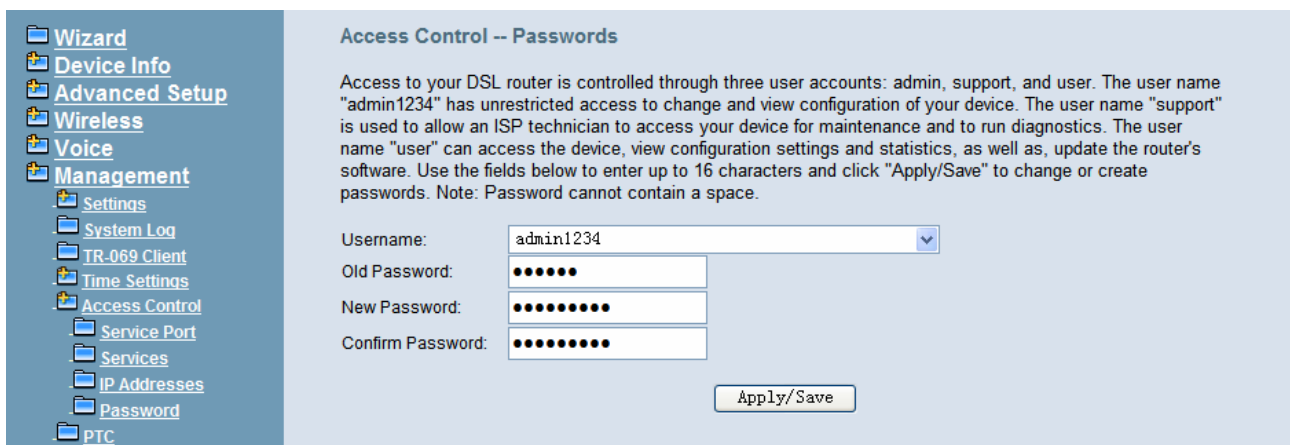 Wizard
Device Info
Advanced Setup
Wireless
Voice
Management
Settings
System Log
TR-069 Client
Time Settings
Access Control
Service Port
Services
IP Addresses
Password
PTC
Access Control -- Passwords
Access to your DSL router is controlled through three user accounts: admin, support, and user. The user name
"admin1234" has unrestricted access to change and view configuration of your device. The user name "support"
is used to allow an ISP technician to access your device for maintenance and to run diagnostics. The user
name "user" can access the device, view configuration settings and statistics, as well as, update the router's
software. Use the fields below to enter up to 16 characters and click "Apply/Save" to change or create
passwords. Note: Password cannot contain a space.
Username: admin1234
Old Password: ●●●●●●
New Password: ●●●●●●●●●
Confirm Password: ●●●●●●●●●
Apply/Save